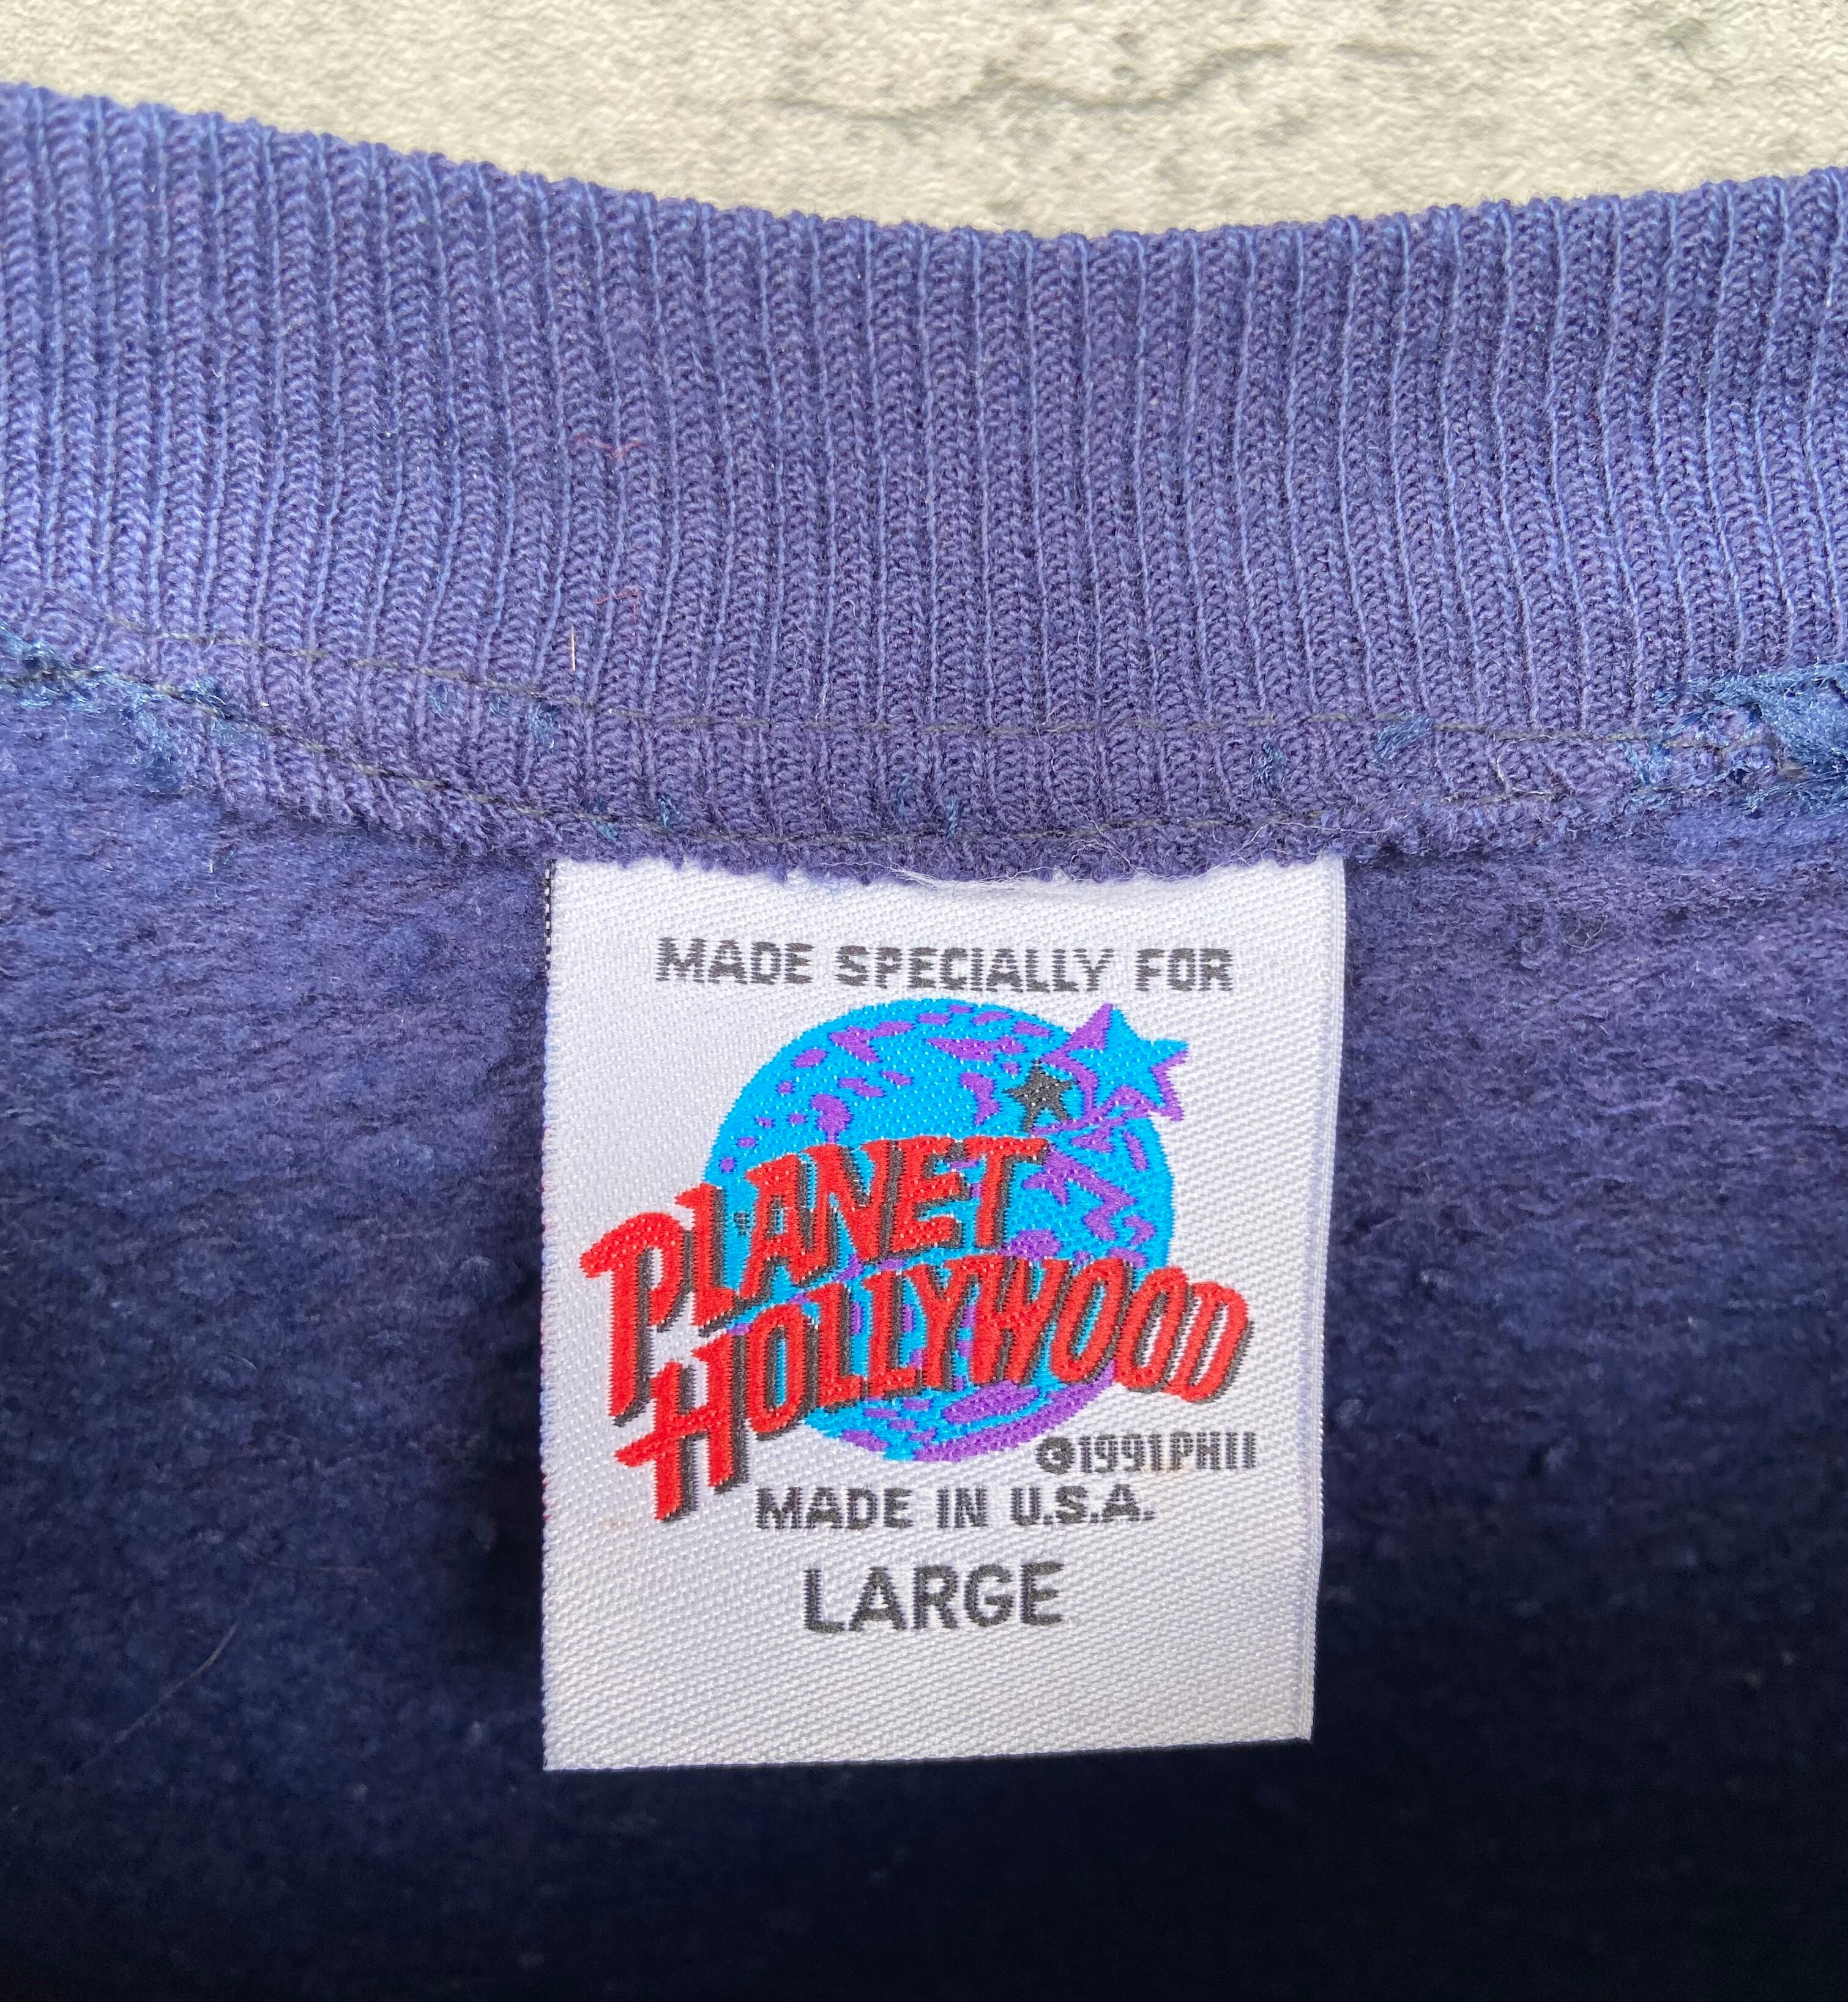 MADE SPECIALLY FOR
PLANET
HOLLYWOOD
©1991PHII
MADE IN U.S.A.
LARGE